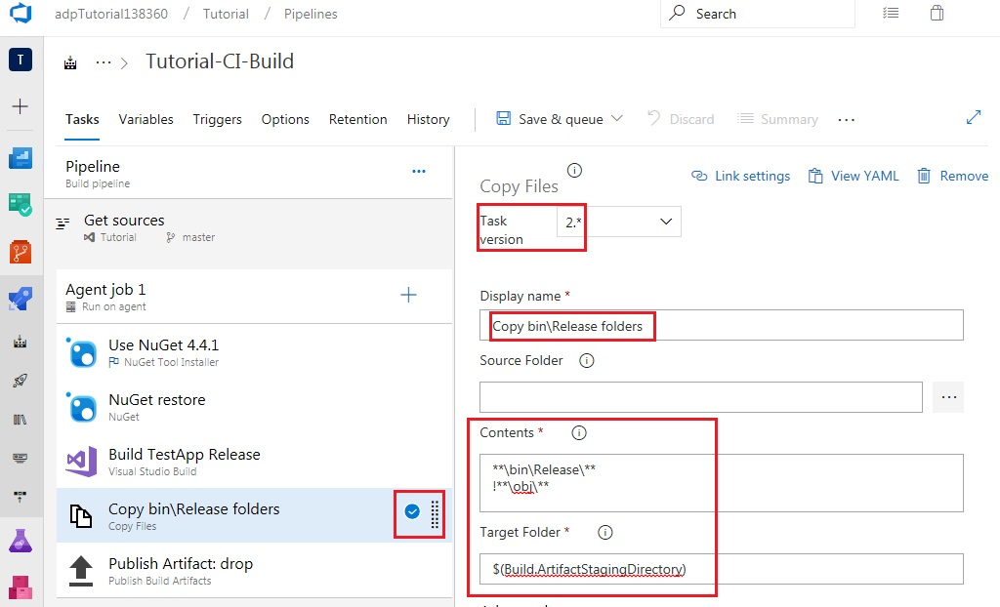 adpTutorial138360 / Tutorial / Pipelines
Search
T
··· > Tutorial-CI-Build
Tasks Variables Triggers Options Retention History Save & queue Discard Summary ···
Pipeline
Build pipeline
Get sources
Tutorial master
Agent job 1
Run on agent
Use NuGet 4.4.1
NuGet Tool Installer
NuGet restore
NuGet
Build TestApp Release
Visual Studio Build
Copy bin\Release folders
Copy Files
Publish Artifact: drop
Publish Build Artifacts
Copy Files
Link settings View YAML Remove
Task
version
2.*
Display name *
Copy bin\Release folders
Source Folder
Contents *
**\bin\Release\**
!**\obj\**
Target Folder *
$(Build.ArtifactStagingDirectory)